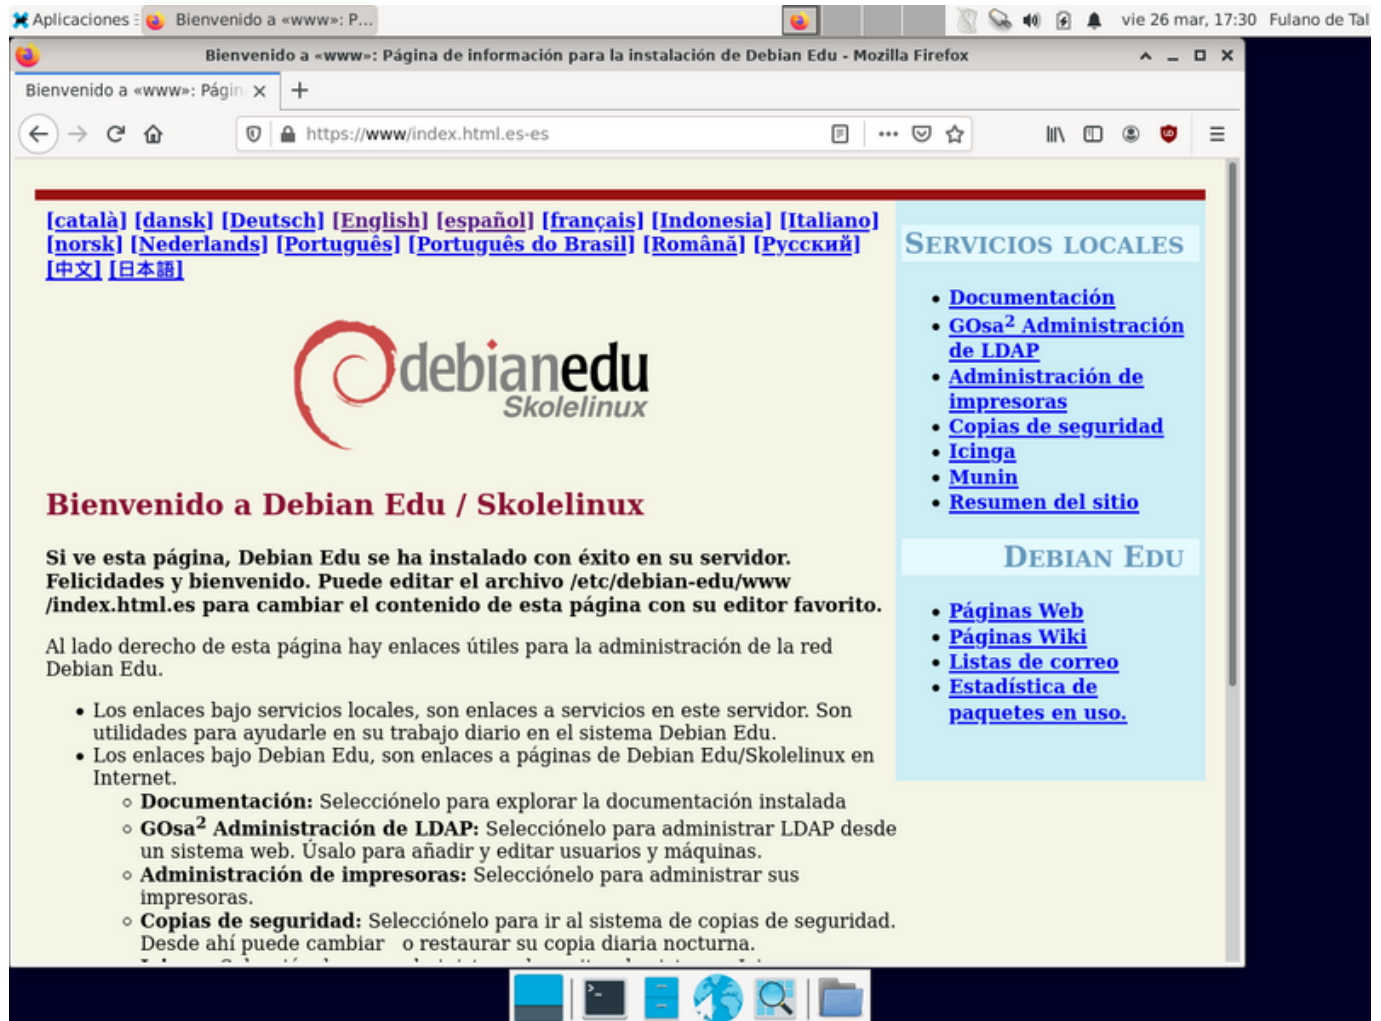 Aplicaciones
Bienvenido a «www»: P...
vie 26 mar, 17:30
Fulano de Tal
Bienvenido a «www»: Página de información para la instalación de Debian Edu - Mozilla Firefox
Bienvenido a «www»: Págin
https://www/index.html.es-es
[català] [dansk] [Deutsch] [English] [español] [français] [Indonesia] [Italiano]
[norsk] [Nederlands] [Português] [Português do Brasil] [Română] [Русский]
[中文] [日本語]
debianedu
Skolelinux
Bienvenido a Debian Edu / Skolelinux
Si ve esta página, Debian Edu se ha instalado con éxito en su servidor.
Felicidades y bienvenido. Puede editar el archivo /etc/debian-edu/www
/index.html.es para cambiar el contenido de esta página con su editor favorito.
Al lado derecho de esta página hay enlaces útiles para la administración de la red
Debian Edu.
• Los enlaces bajo servicios locales, son enlaces a servicios en este servidor. Son
utilidades para ayudarle en su trabajo diario en el sistema Debian Edu.
• Los enlaces bajo Debian Edu, son enlaces a páginas de Debian Edu/Skolelinux en
Internet.
◦ Documentación: Selecciónelo para explorar la documentación instalada
◦ GOsa² Administración de LDAP: Selecciónelo para administrar LDAP desde
un sistema web. Úsalo para añadir y editar usuarios y máquinas.
◦ Administración de impresoras: Selecciónelo para administrar sus
impresoras.
◦ Copias de seguridad: Selecciónelo para ir al sistema de copias de seguridad.
Desde ahí puede cambiar o restaurar su copia diaria nocturna.
SERVICIOS LOCALES
• Documentación
• GOsa² Administración
de LDAP
• Administración de
impresoras
• Copias de seguridad
• Icinga
• Munin
• Resumen del sitio
DEBIAN EDU
• Páginas Web
• Páginas Wiki
• Listas de correo
• Estadística de
paquetes en uso.